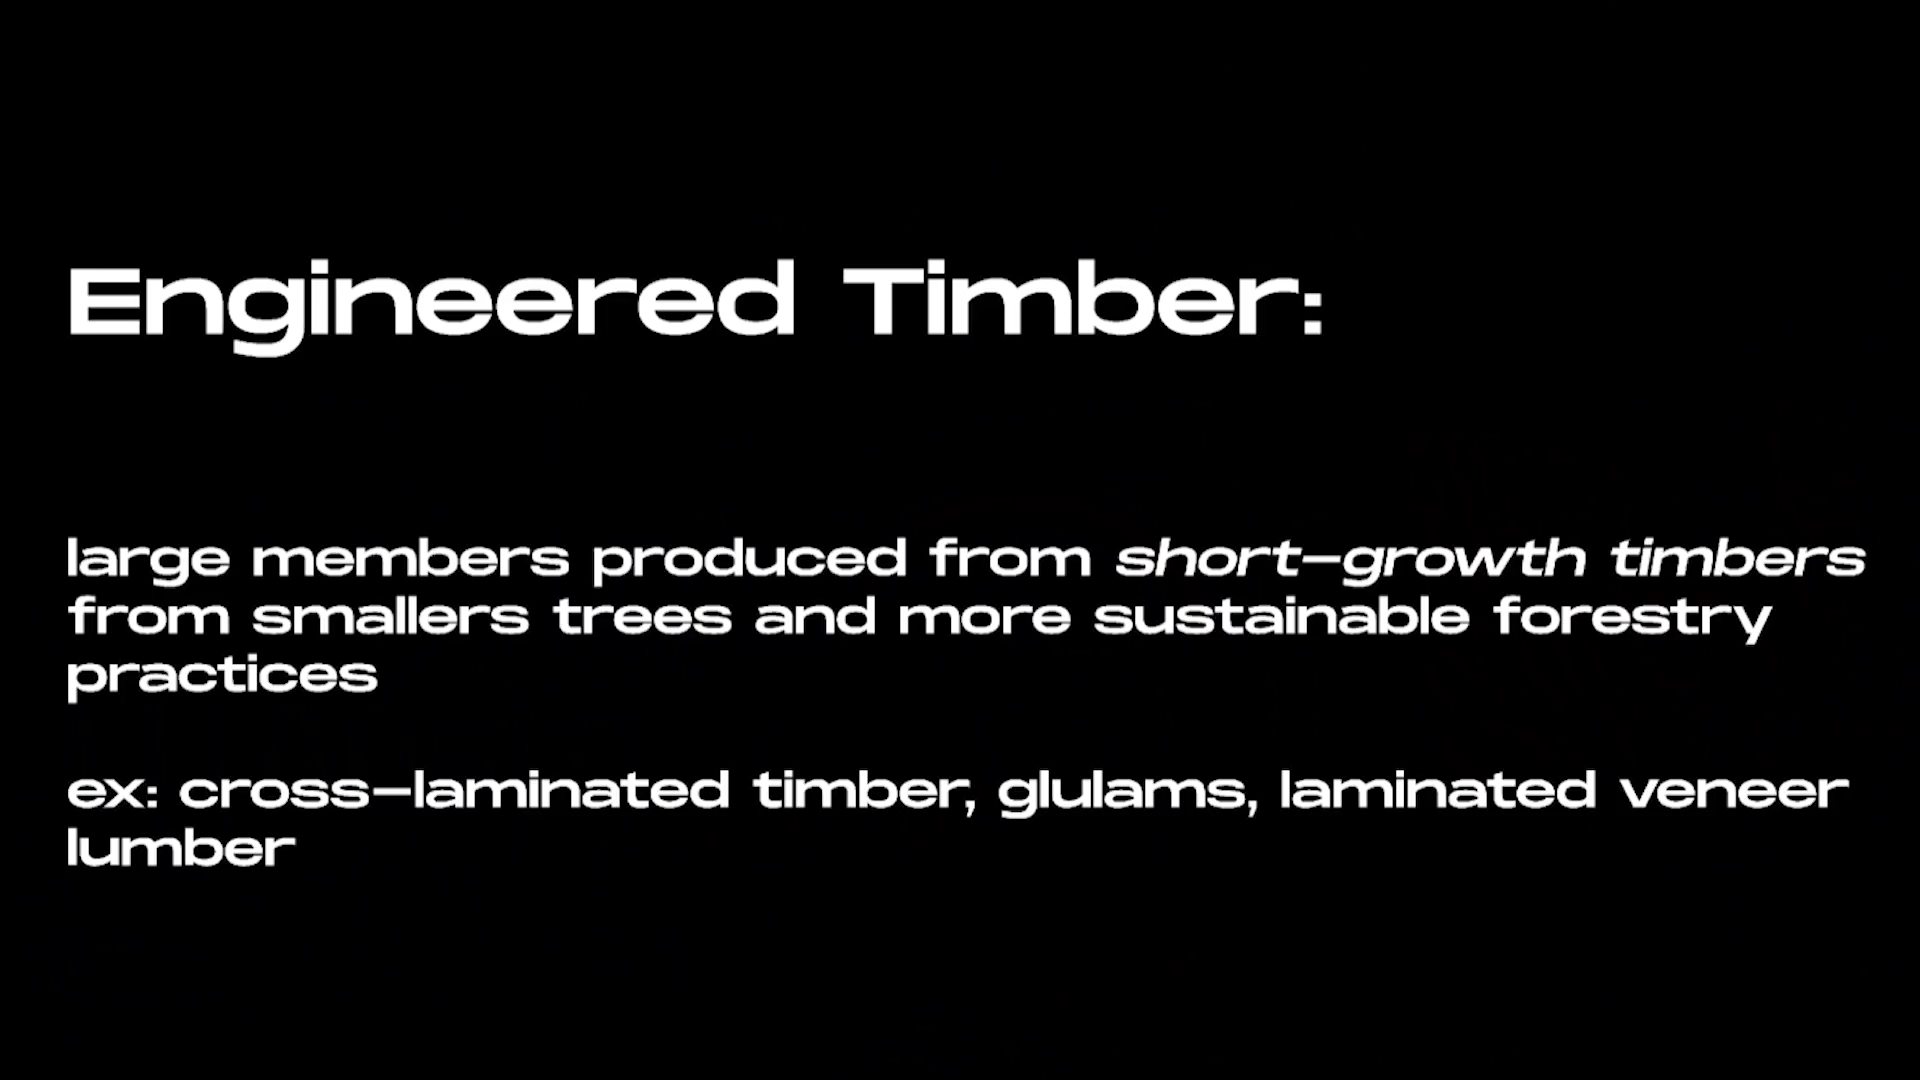 Engineered Timber:
large members produced from short-growth timbers
from smallers trees and more sustainable forestry
practices
ex: cross-laminated timber, glulams, laminated veneer
lumber